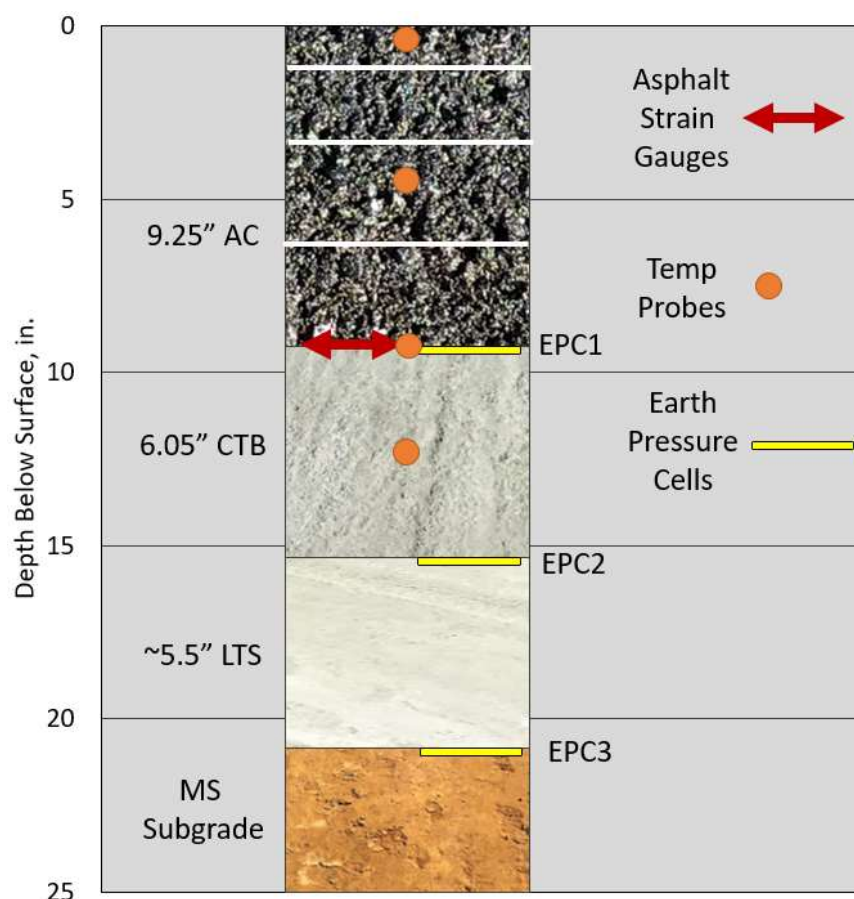 0
5
10
15
20
25
Depth Below Surface, in.
9.25” AC
6.05” CTB
~5.5” LTS
MS
Subgrade
EPC1
EPC2
EPC3
Asphalt
Strain
Gauges
Temp
Probes
Earth
Pressure
Cells